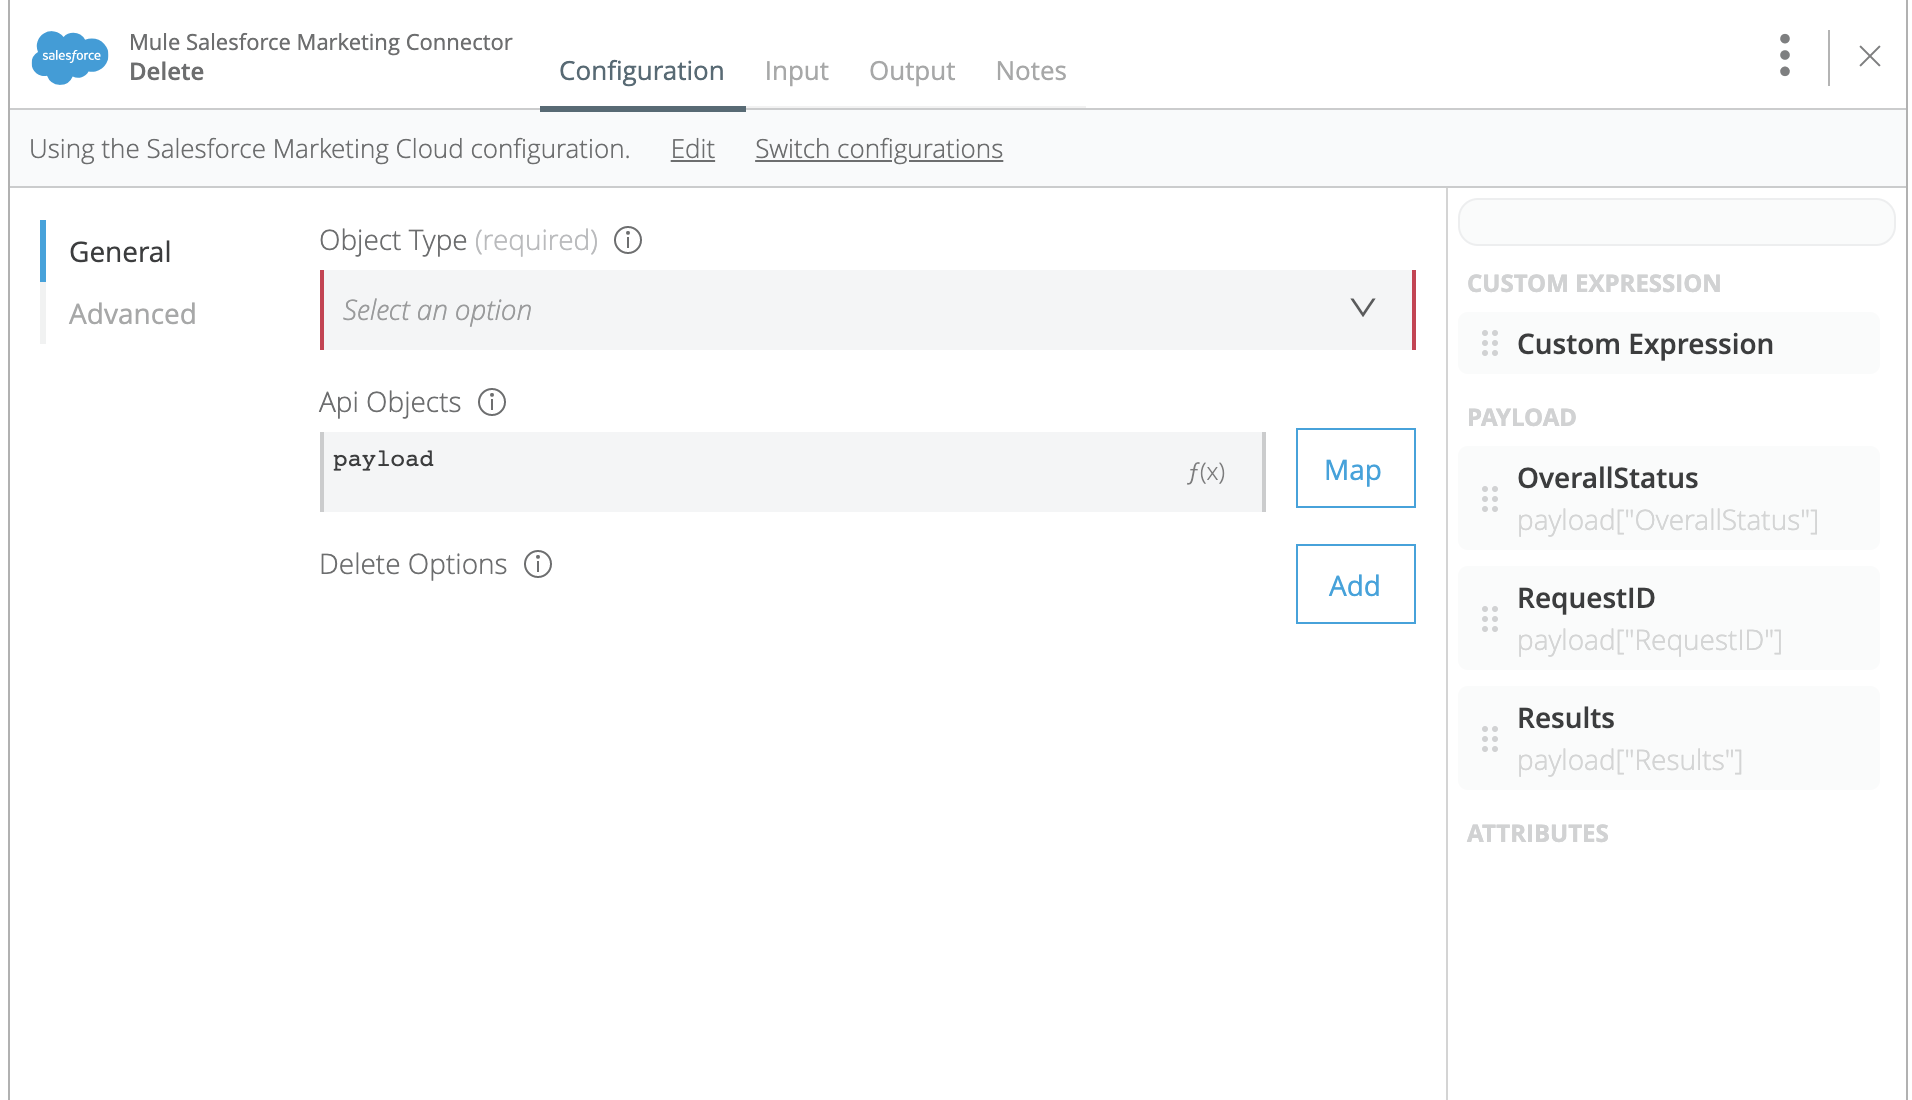 salesforce
Mule Salesforce Marketing Connector
Delete
Configuration Input Output Notes
Using the Salesforce Marketing Cloud configuration. Edit Switch configurations
General
Advanced
Object Type (required)
Select an option
Api Objects
payload
f(x)
Map
Delete Options
Add
CUSTOM EXPRESSION
Custom Expression
PAYLOAD
OverallStatus
payload["OverallStatus"]
RequestID
payload["RequestID"]
Results
payload["Results"]
ATTRIBUTES